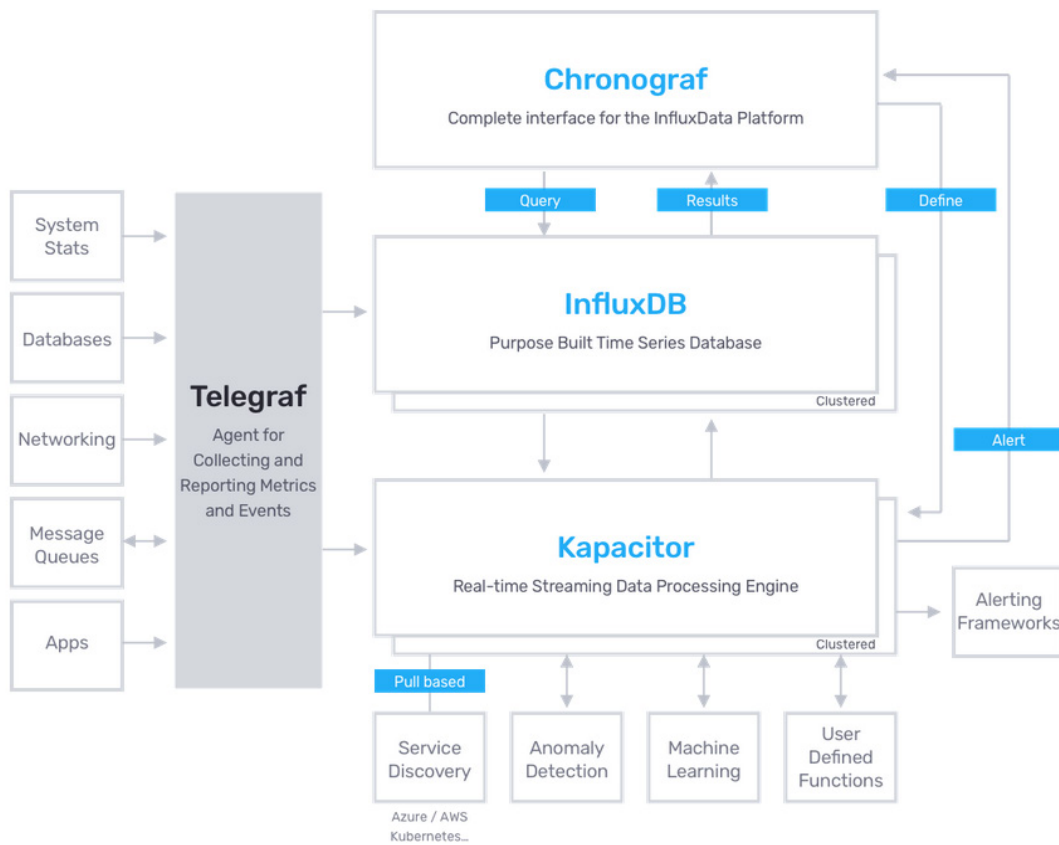 Chronograf
Complete interface for the InfluxData Platform
Query
Results
Define
System
Stats
Databases
Networking
Message
Queues
Apps
Telegraf
Agent for
Collecting and
Reporting Metrics
and Events
InfluxDB
Purpose Built Time Series Database
Clustered
Alert
Kapacitor
Real-time Streaming Data Processing Engine
Clustered
Alerting
Frameworks
Pull based
Service
Discovery
Anomaly
Detection
Machine
Learning
User
Defined
Functions
Azure / AWS
Kubernetes...